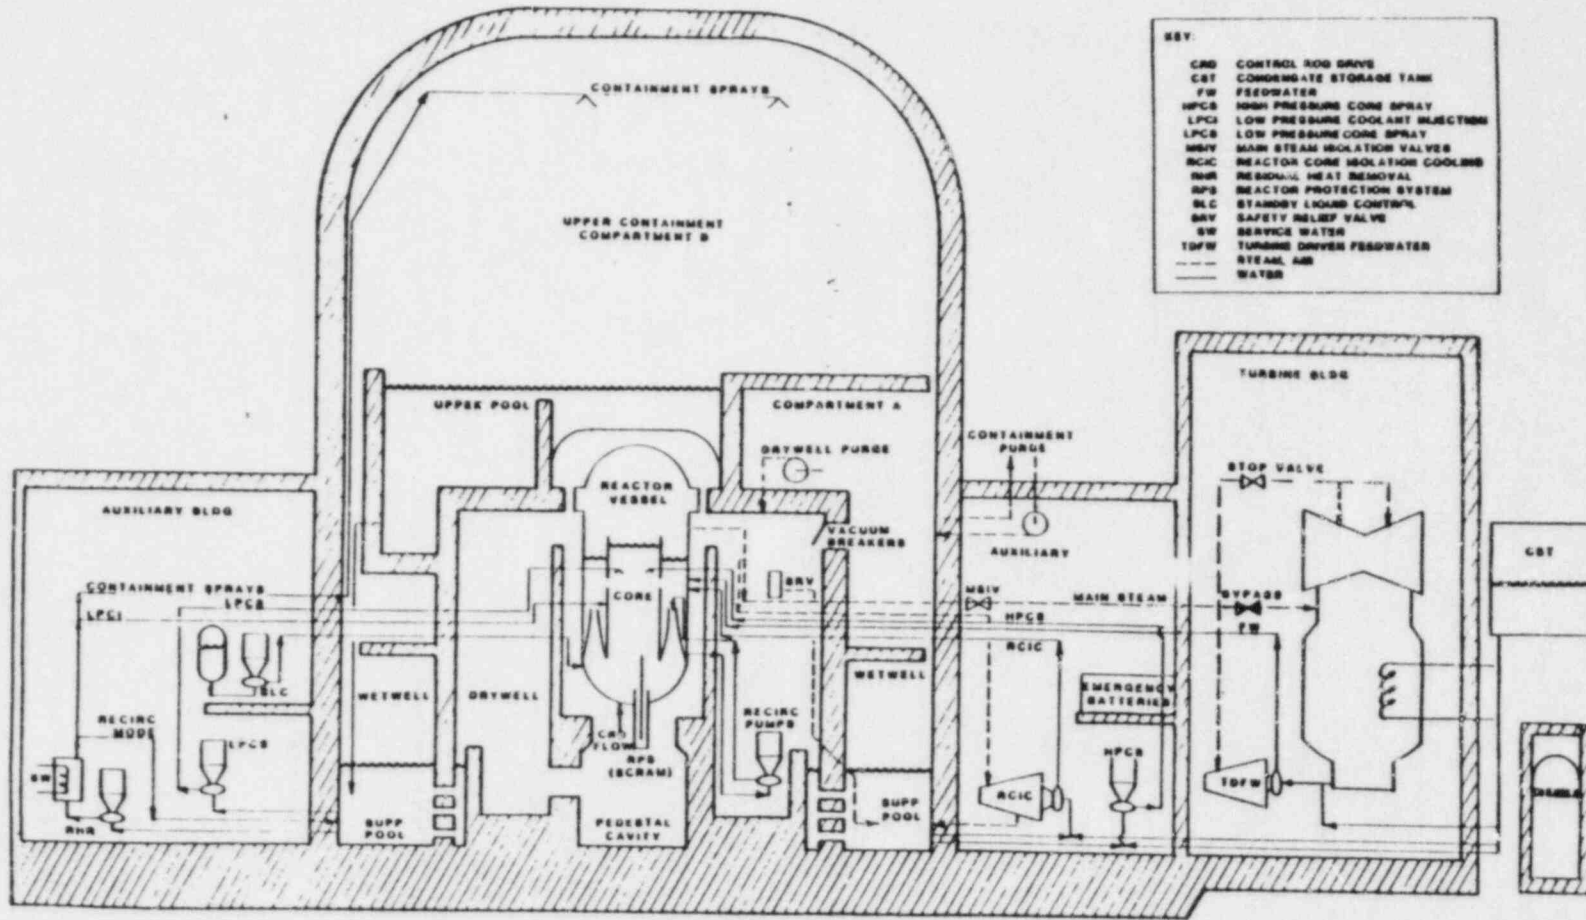 KEY:
CRD CONTROL ROD DRIVE
CST CONDENSATE STORAGE TANK
FW FEEDWATER
HPCS HIGH PRESSURE CORE SPRAY
LPCI LOW PRESSURE COOLANT INJECTION
LPCS LOW PRESSURE CORE SPRAY
MSIV MAIN STEAM ISOLATION VALVES
RCIC REACTOR CORE ISOLATION COOLING
RHR RESIDUAL HEAT REMOVAL
RPS REACTOR PROTECTION SYSTEM
SLC STANDBY LIQUID CONTROL
SRV SAFETY RELIEF VALVE
SW SERVICE WATER
TDFW TURBINE DRIVEN FEEDWATER
STEAM, AIR
WATER
CONTAINMENT SPRAYS
UPPER CONTAINMENT
COMPARTMENT B
UPPER POOL
COMPARTMENT A
DRYWELL PURGE
REACTOR
VESSEL
VACUUM
BREAKERS
CONTAINMENT
PURGE
TURBINE BLDG
STOP VALVE
AUXILIARY BLDG
AUXILIARY
CST
CONTAINMENT SPRAYS
LPCS
LPCI
CORE
SRV
MSIV
MAIN STEAM
BYPASS
FW
HPCS
RCIC
SLC
WETWELL
DRYWELL
WETWELL
EMERGENCY
BATTERIES
RECIRC
MODE
LPCS
CRD
FLOW
RPS
(SCRAM)
RECIRC
PUMPS
HPCS
SW
RHR
RCIC
TDFW
SUPP
POOL
PEDESTAL
CAVITY
SUPP
POOL